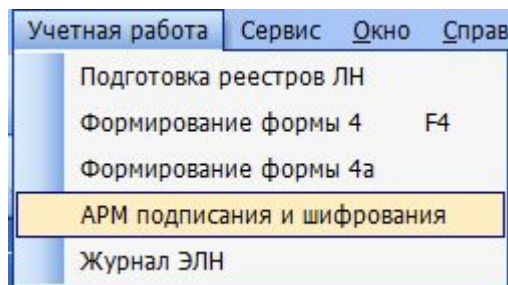 Учетная работа Сервис Окно Справ
Подготовка реестров ЛН
Формирование формы 4 F4
Формирование формы 4а
АРМ подписания и шифрования
Журнал ЭЛН